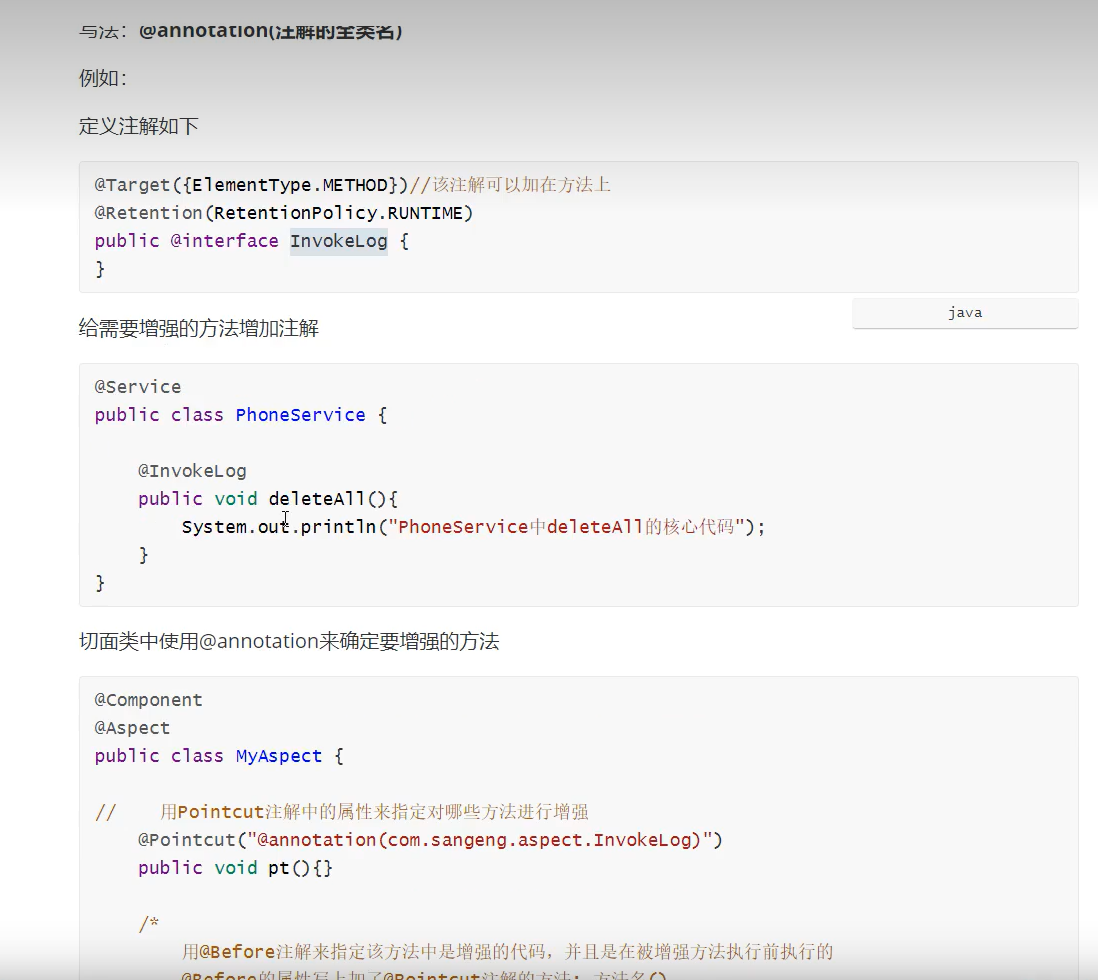 写法：@annotation(注解的全类名)
例如：
定义注解如下
@Target({ElementType.METHOD})//该注解可以加在方法上
@Retention(RetentionPolicy.RUNTIME)
public @interface InvokeLog {
}
java
给需要增强的方法增加注解
@Service
public class PhoneService {
@InvokeLog
public void deleteAll(){
System.out.println("PhoneService中deleteAll的核心代码");
}
}
切面类中使用@annotation来确定要增强的方法
@Component
@Aspect
public class MyAspect {
// 用Pointcut注解中的属性来指定对哪些方法进行增强
@Pointcut("@annotation(com.sangeng.aspect.InvokeLog)")
public void pt(){}
/*
用@Before注解来指定该方法中是增强的代码，并且是在被增强方法执行前执行的
@Before的属性写上加了@Pointcut注解的方法: 方法名()